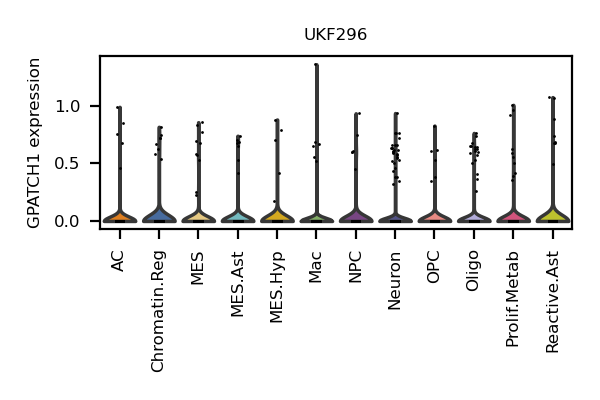 UKF296
GPATCH1 expression
1.0
0.5
0.0
AC
Chromatin.Reg
MES
MES.Ast
MES.Hyp
Mac
NPC
Neuron
OPC
Oligo
Prolif.Metab
Reactive.Ast